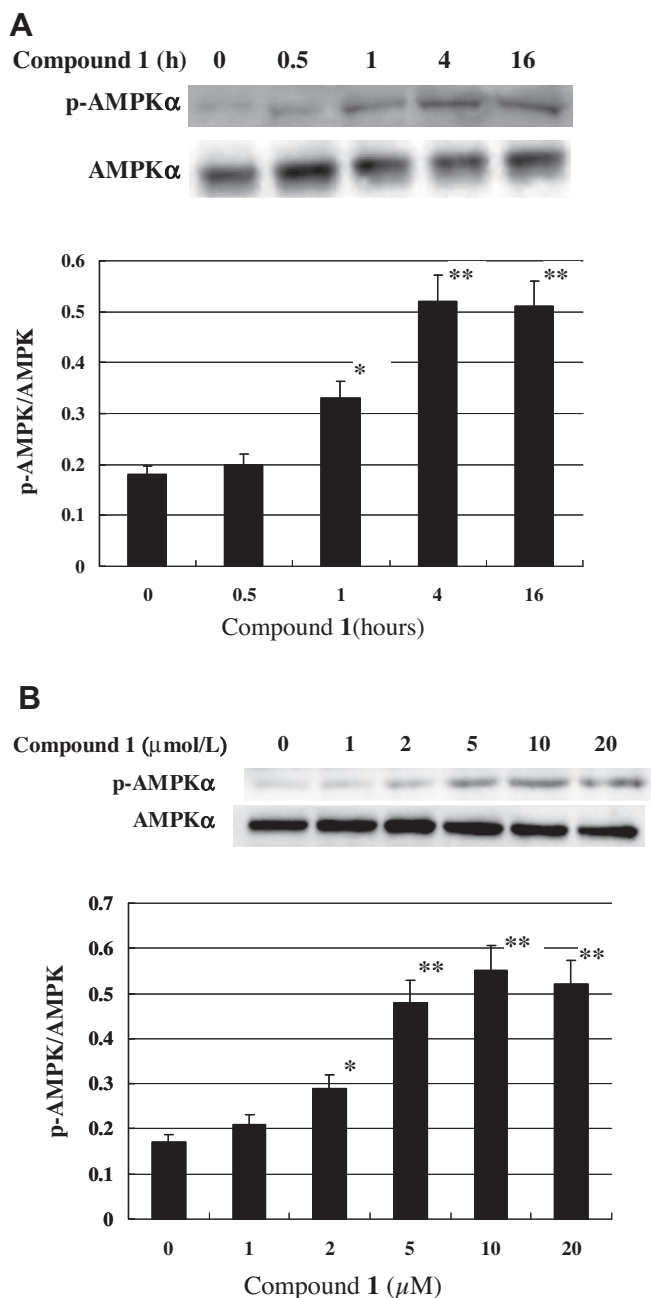 A
Compound 1 (h) 0 0.5 1 4 16
p-AMPKα
AMPKα
0.6
0.5
0.4
0.3
0.2
0.1
0
p-AMPK/AMPK
*
**
**
0 0.5 1 4 16
Compound 1(hours)
B
Compound 1 (μmol/L) 0 1 2 5 10 20
p-AMPKα
AMPKα
0.7
0.6
0.5
0.4
0.3
0.2
0.1
0
p-AMPK/AMPK
*
**
**
**
0 1 2 5 10 20
Compound 1 (μM)